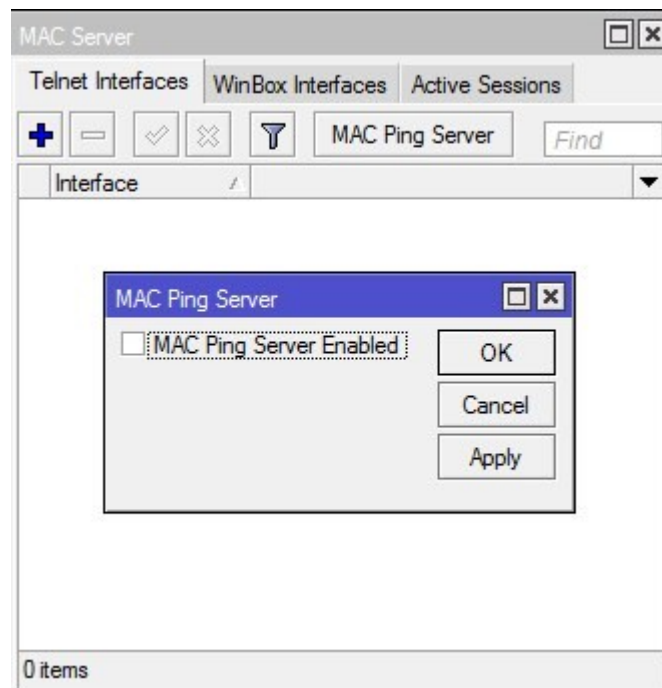 MAC Server
Telnet Interfaces WinBox Interfaces Active Sessions
MAC Ping Server Find
Interface
MAC Ping Server
MAC Ping Server Enabled
OK
Cancel
Apply
0 items